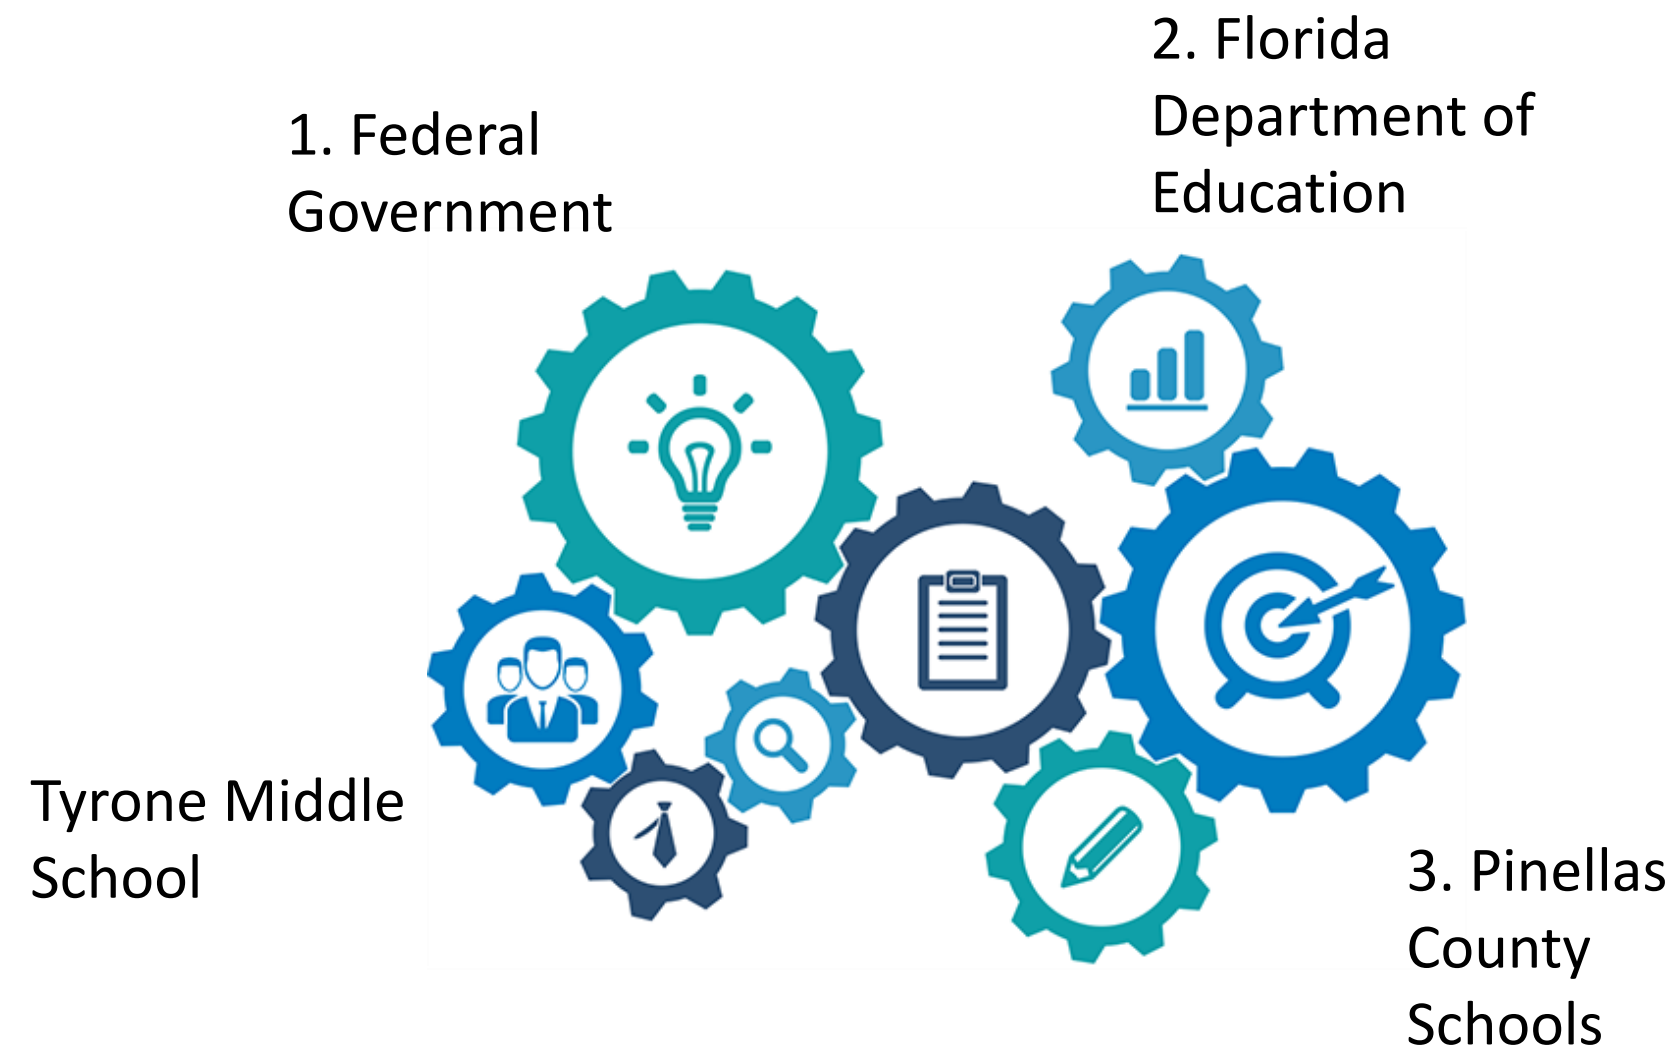 1. Federal
Government
2. Florida
Department of
Education
Tyrone Middle
School
3. Pinellas
County
Schools